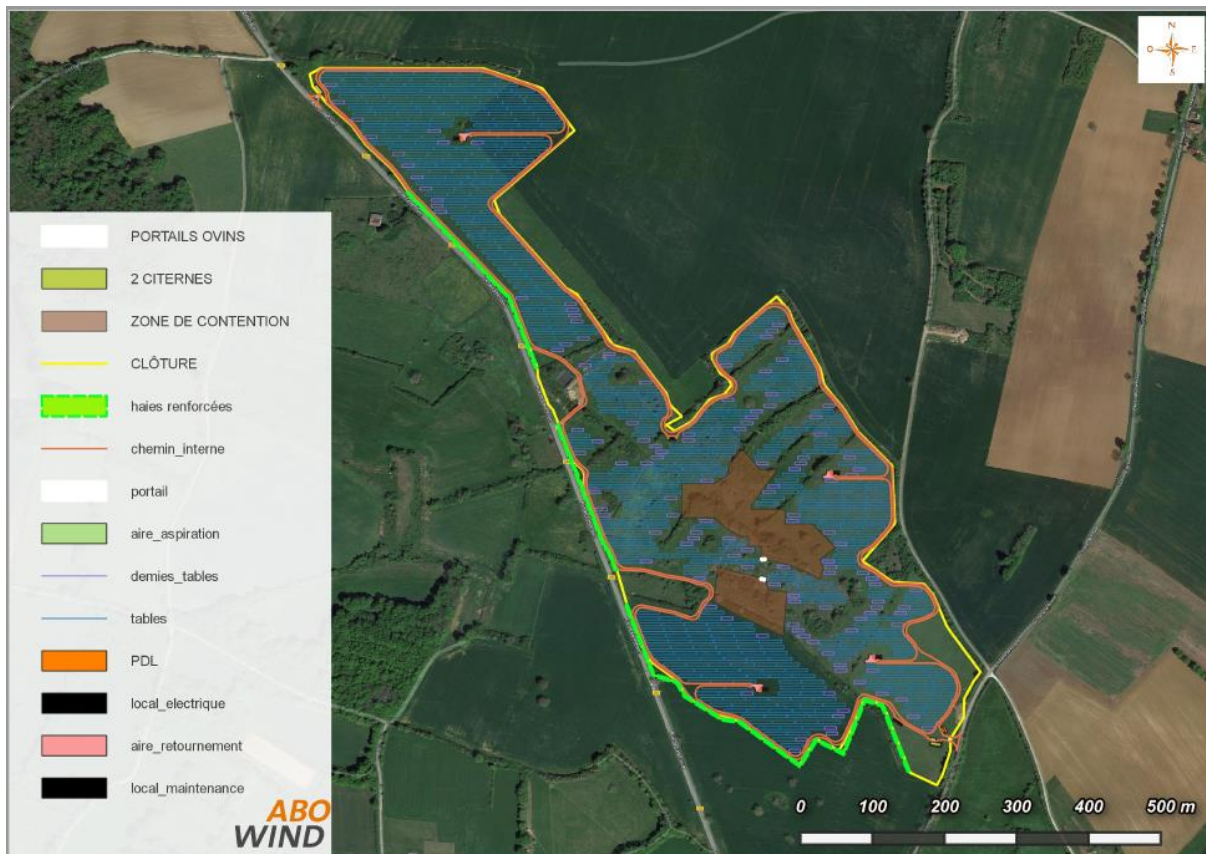 N
O E
S
PORTAILS OVINS
2 CITERNES
ZONE DE CONTENTION
CLÔTURE
haies renforcées
chemin_interne
portail
aire_aspiration
demies_tables
tables
PDL
local_electrique
aire_retournement
local_maintenance
ABO
WIND
0 100 200 300 400 500 m